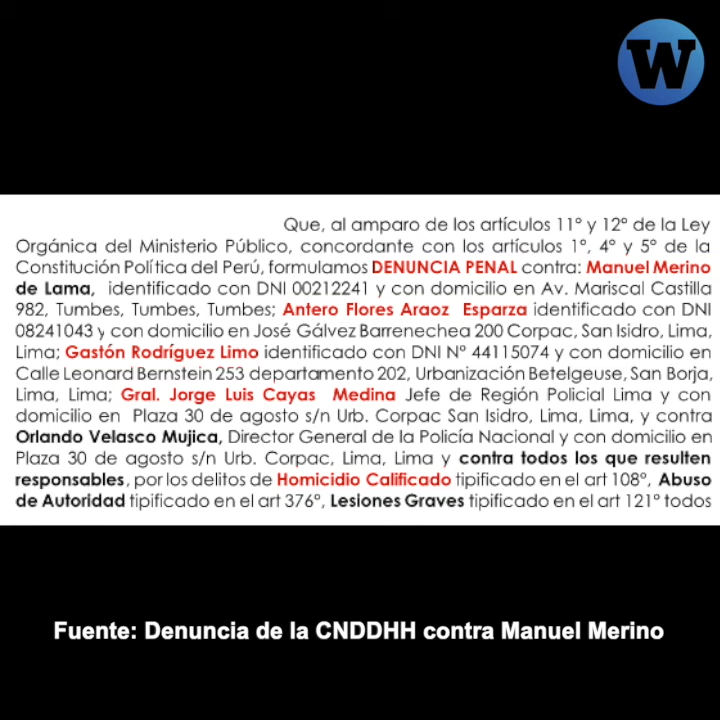 W
Que, al amparo de los artículos 11° y 12° de la Ley
Orgánica del Ministerio Público, concordante con los artículos 1°, 4° y 5° de la
Constitución Política del Perú, formulamos DENUNCIA PENAL contra: Manuel Merino
de Lama, identificado con DNI 00212241 y con domicilio en Av. Mariscal Castilla
982, Tumbes, Tumbes, Tumbes; Antero Flores Araoz Esparza identificado con DNI
08241043 y con domicilio en José Gálvez Barrenechea 200 Corpac, San Isidro, Lima,
Lima; Gastón Rodríguez Limo identificado con DNI N° 44115074 y con domicilio en
Calle Leonard Bernstein 253 departamento 202, Urbanización Betelgeuse, San Borja,
Lima, Lima; Gral. Jorge Luis Cayas Medina Jefe de Región Policial Lima y con
domicilio en Plaza 30 de agosto s/n Urb. Corpac San Isidro, Lima, Lima, y contra
Orlando Velasco Mujica, Director General de la Policía Nacional y con domicilio en
Plaza 30 de agosto s/n Urb. Corpac, Lima, Lima y contra todos los que resulten
responsables, por los delitos de Homicidio Calificado tipificado en el art 108°, Abuso
de Autoridad tipificado en el art 376°, Lesiones Graves tipificado en el art 121° todos
Fuente: Denuncia de la CNDDHH contra Manuel Merino